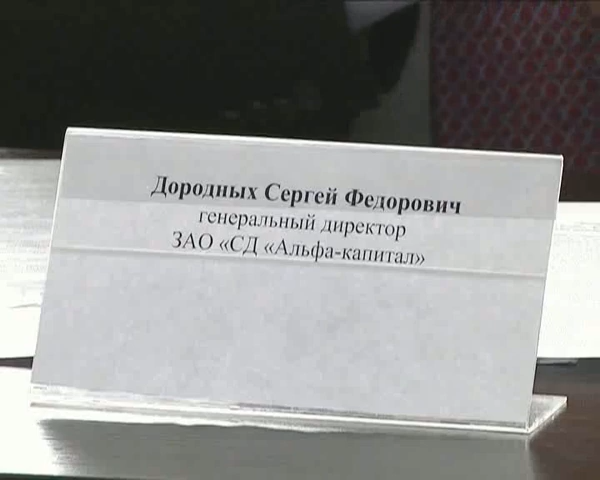 Дородных Сергей Федорович
генеральный директор
ЗАО «СД «Альфа-капитал»